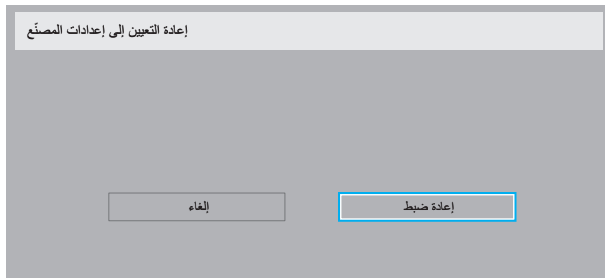 إعادة التعيين إلى إعدادات المصنّع
إعادة ضبط
إلغاء